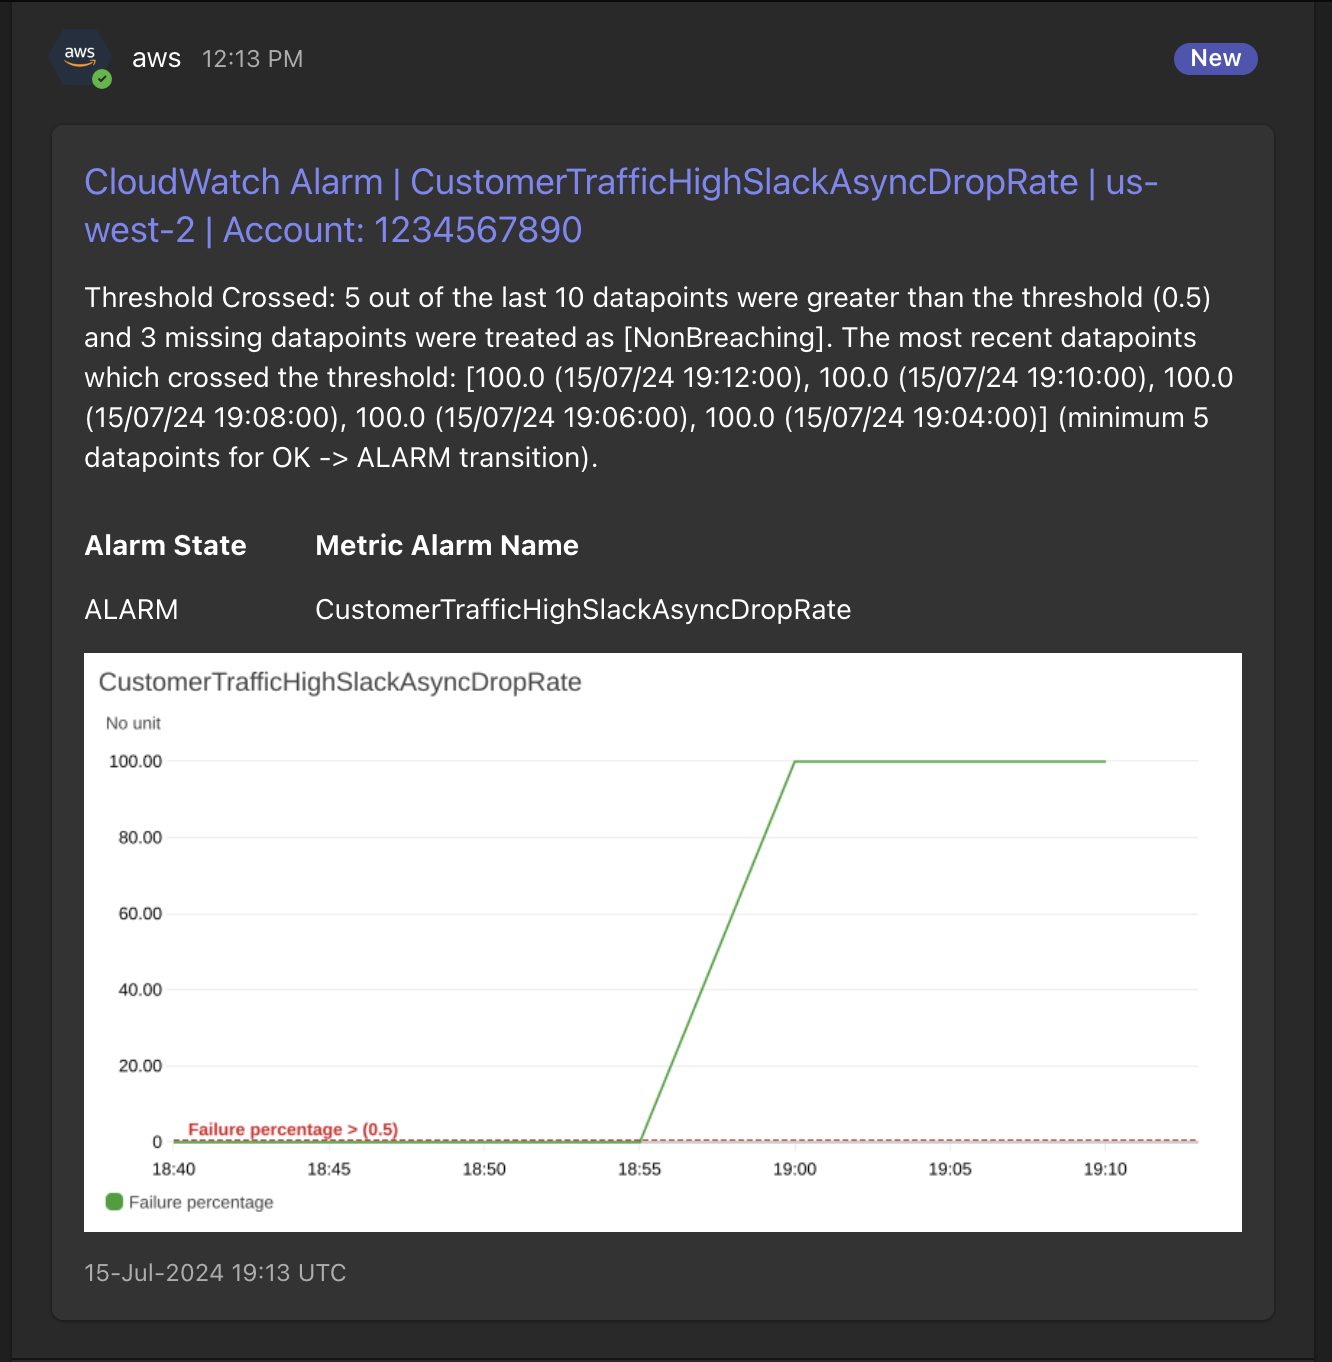 aws
aws 12:13 PM
New
CloudWatch Alarm | CustomerTrafficHighSlackAsyncDropRate | us-
west-2 | Account: 1234567890
Threshold Crossed: 5 out of the last 10 datapoints were greater than the threshold (0.5)
and 3 missing datapoints were treated as [NonBreaching]. The most recent datapoints
which crossed the threshold: [100.0 (15/07/24 19:12:00), 100.0 (15/07/24 19:10:00), 100.0
(15/07/24 19:08:00), 100.0 (15/07/24 19:06:00), 100.0 (15/07/24 19:04:00)] (minimum 5
datapoints for OK -> ALARM transition).
Alarm State Metric Alarm Name
ALARM CustomerTrafficHighSlackAsyncDropRate
CustomerTrafficHighSlackAsyncDropRate
No unit
100.00
80.00
60.00
40.00
20.00
Failure percentage > (0.5)
0
18:40 18:45 18:50 18:55 19:00 19:05 19:10
Failure percentage
15-Jul-2024 19:13 UTC